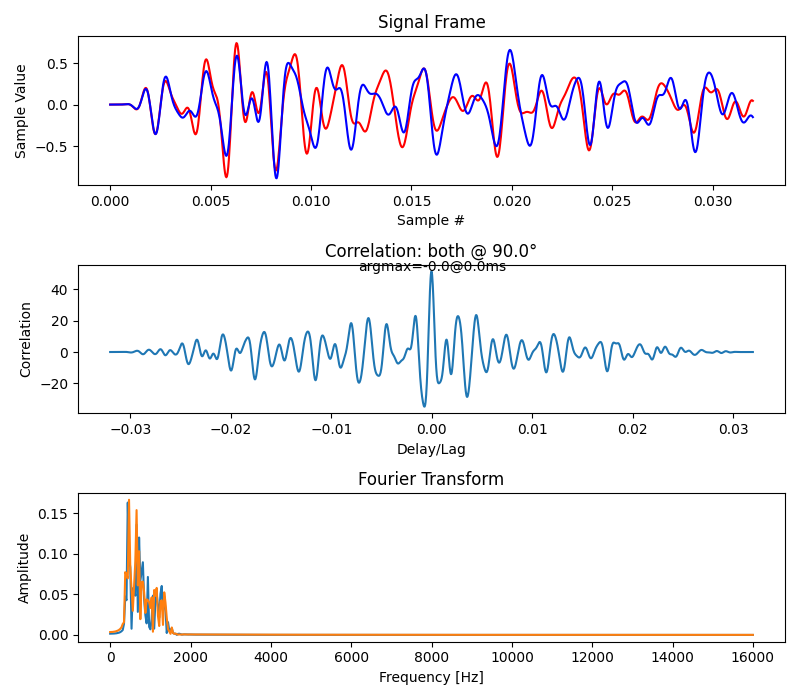 Signal Frame
Sample Value
0.5
0.0
−0.5
0.000 0.005 0.010 0.015 0.020 0.025 0.030
Sample #
Correlation: both @ 90.0°
argmax=-0.0@0.0ms
Correlation
40
20
0
−20
−0.03 −0.02 −0.01 0.00 0.01 0.02 0.03
Delay/Lag
Fourier Transform
Amplitude
0.15
0.10
0.05
0.00
0 2000 4000 6000 8000 10000 12000 14000 16000
Frequency [Hz]